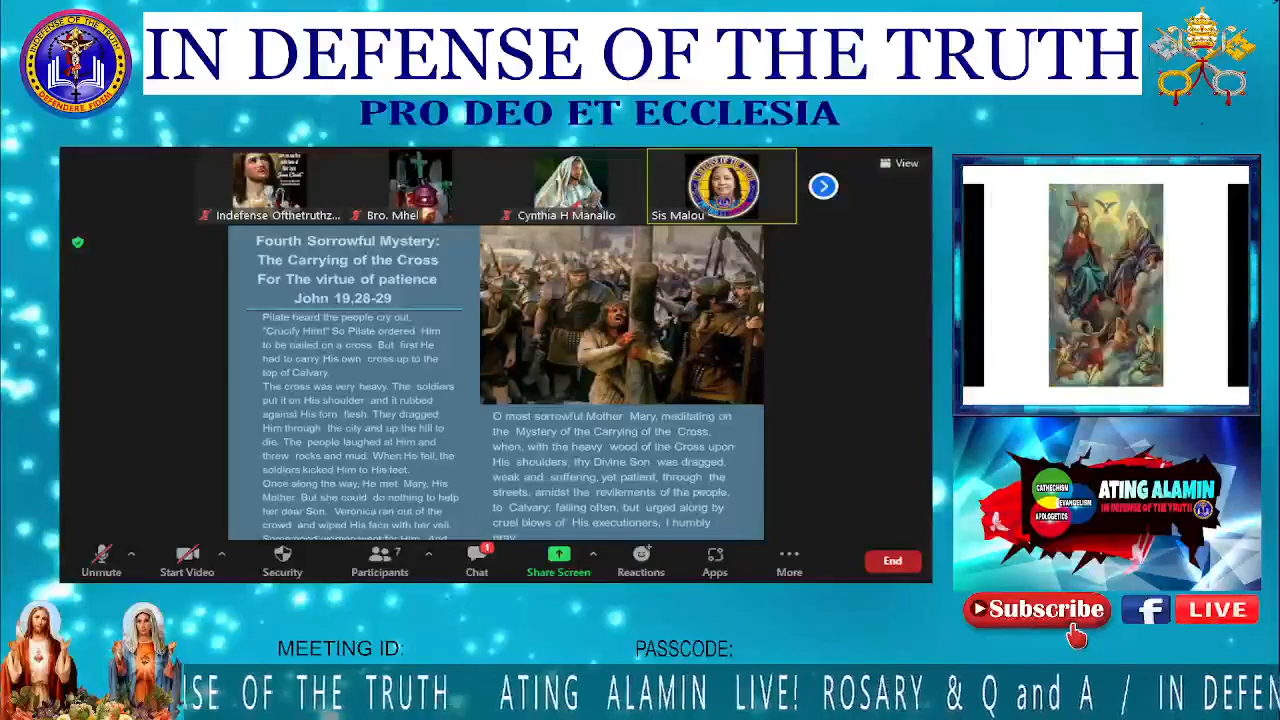 IN DEFENSE OF THE TRUTH
PRO DEO ET ECCLESIA
INDEFENSE OF THE TRUTH
DEFENDERE FIDEM
View
Indefense Ofthetruthz...
Bro. Mhel
Cynthia H Manallo
Sis Malou
Fourth Sorrowful Mystery:
The Carrying of the Cross
For The virtue of patience
John 19,28-29
Pilate heard the people cry out,
"Crucify Him!" So Pilate ordered Him
to be nailed on a cross. But first He
had to carry His own cross up to the
top of Calvary.
The cross was very heavy. The soldiers
put it on His shoulder and it rubbed
against His torn flesh. They dragged
Him through the city and up the hill to
die. The people laughed at Him and
threw rocks and mud. When He fell, the
soldiers kicked Him to His feet.
Once along the way, He met Mary, His
Mother. But she could do nothing to help
her dear Son. Veronica ran out of the
crowd and wiped His face with her veil.
O most sorrowful Mother Mary, meditating on
the Mystery of the Carrying of the Cross,
when, with the heavy wood of the Cross upon
His shoulders, thy Divine Son was dragged,
weak and suffering, yet patient, through the
streets, amidst the revilements of the people,
to Calvary; falling often, but urged along by
cruel blows of His executioners, I humbly
pray
Unmute
Start Video
Security
7
Participants
1
Chat
Share Screen
Reactions
Apps
More
End
CATHECHISM
EVANGELISM
APOLOGETICS
ATING ALAMIN
IN DEFENSE OF THE TRUTH
Subscribe
f
LIVE
MEETING ID:
PASSCODE:
SE OF THE TRUTH ATING ALAMIN LIVE! ROSARY & Q and A / IN DEFEN